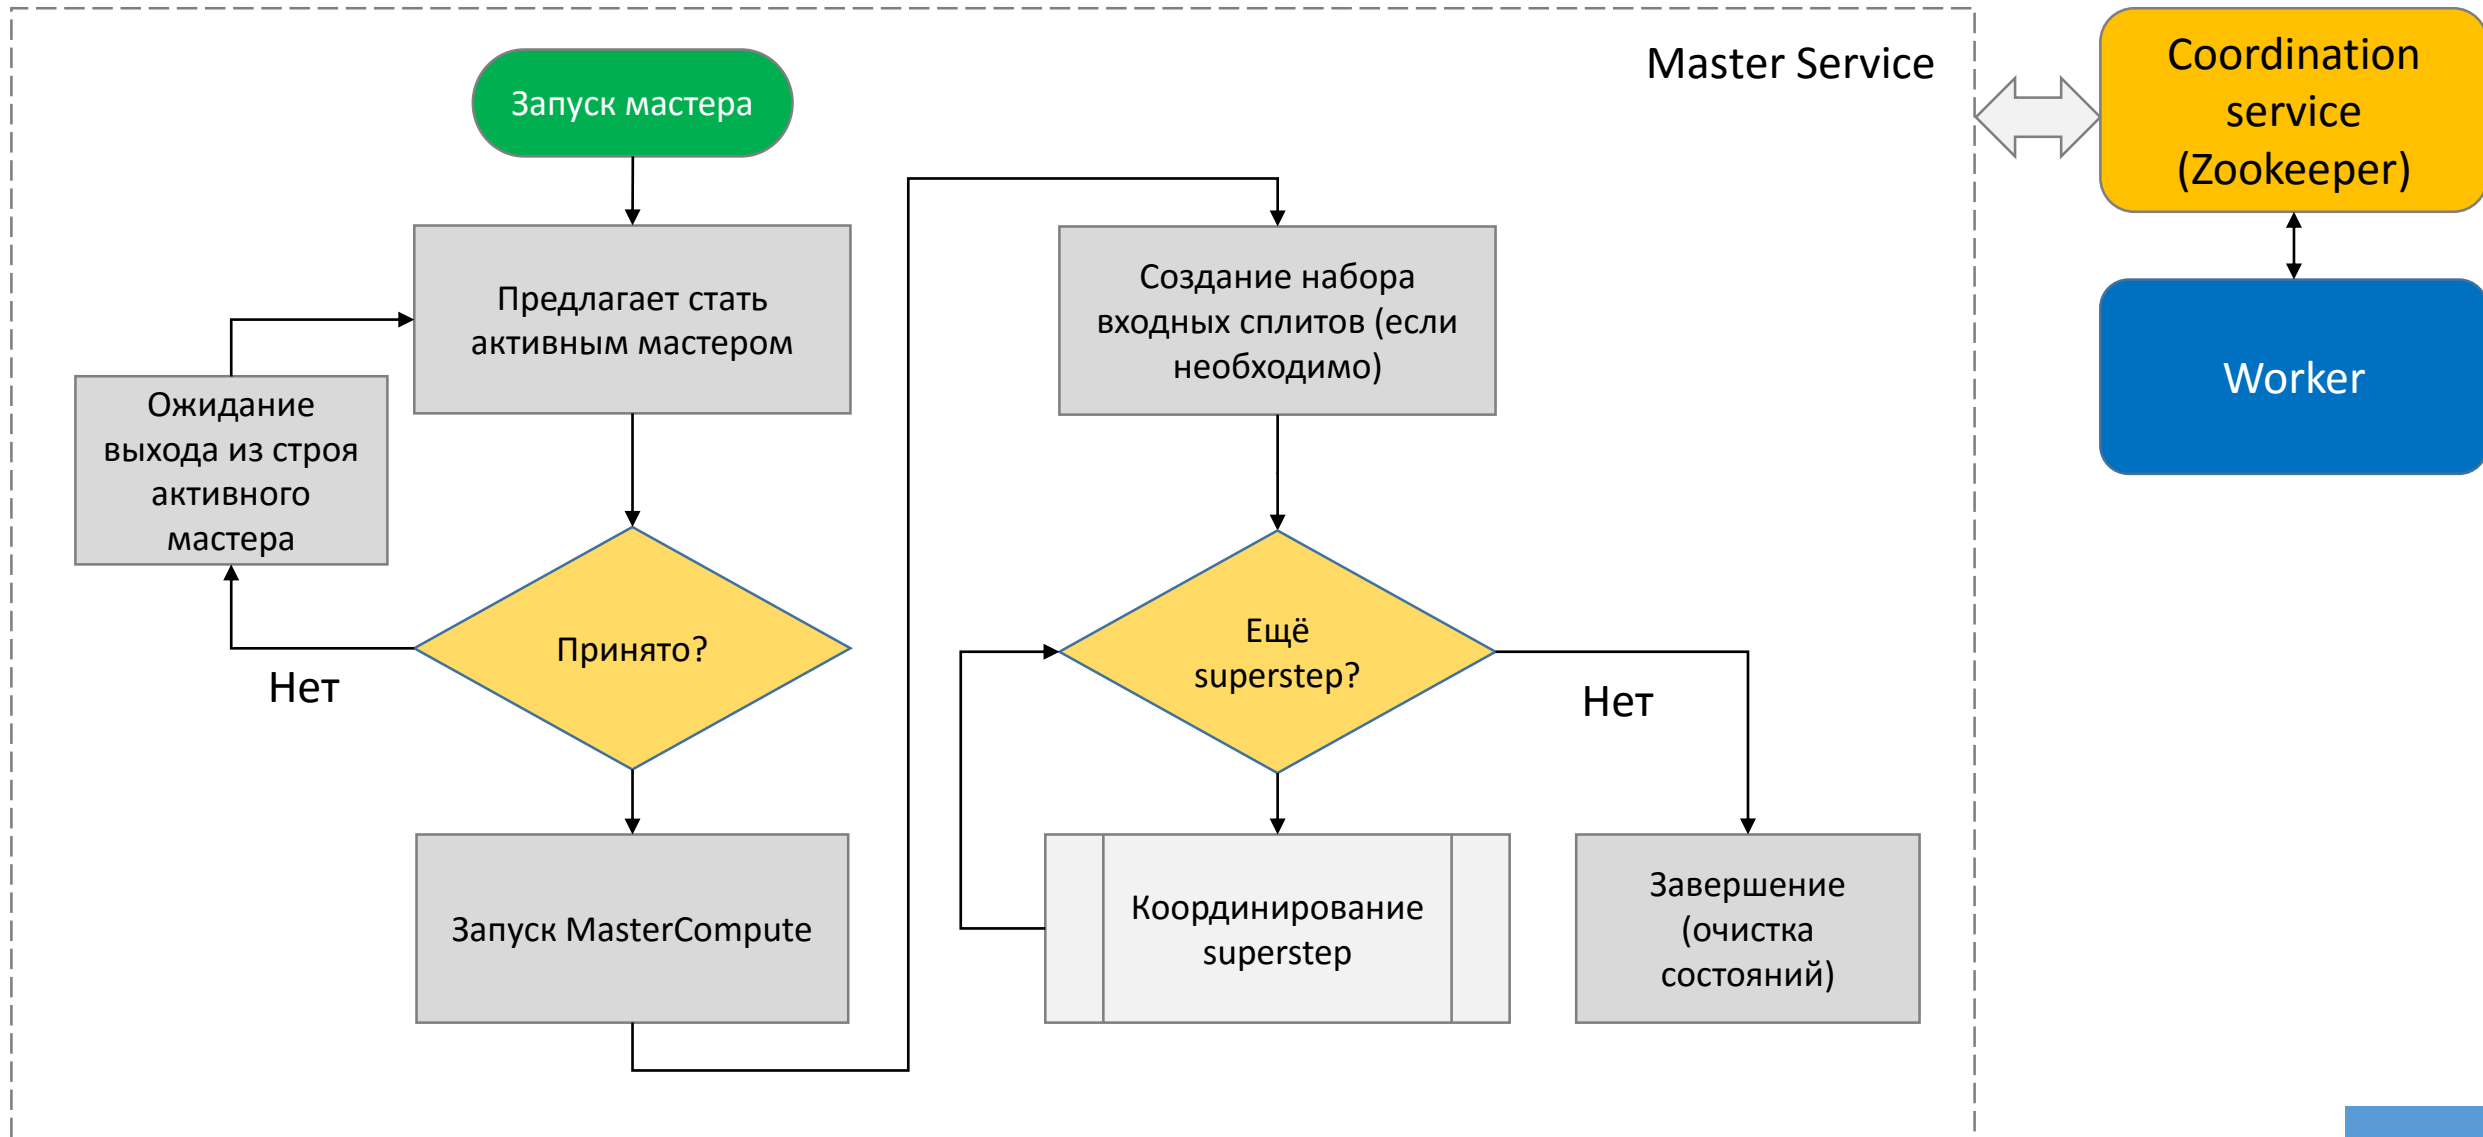 Master Service
Coordination
service
(Zookeeper)
Worker
Запуск мастера
Предлагает стать
активным мастером
Ожидание
выхода из строя
активного
мастера
Принято?
Нет
Запуск MasterCompute
Создание набора
входных сплитов (если
необходимо)
Ещё
superstep?
Нет
Координирование
superstep
Завершение
(очистка
состояний)